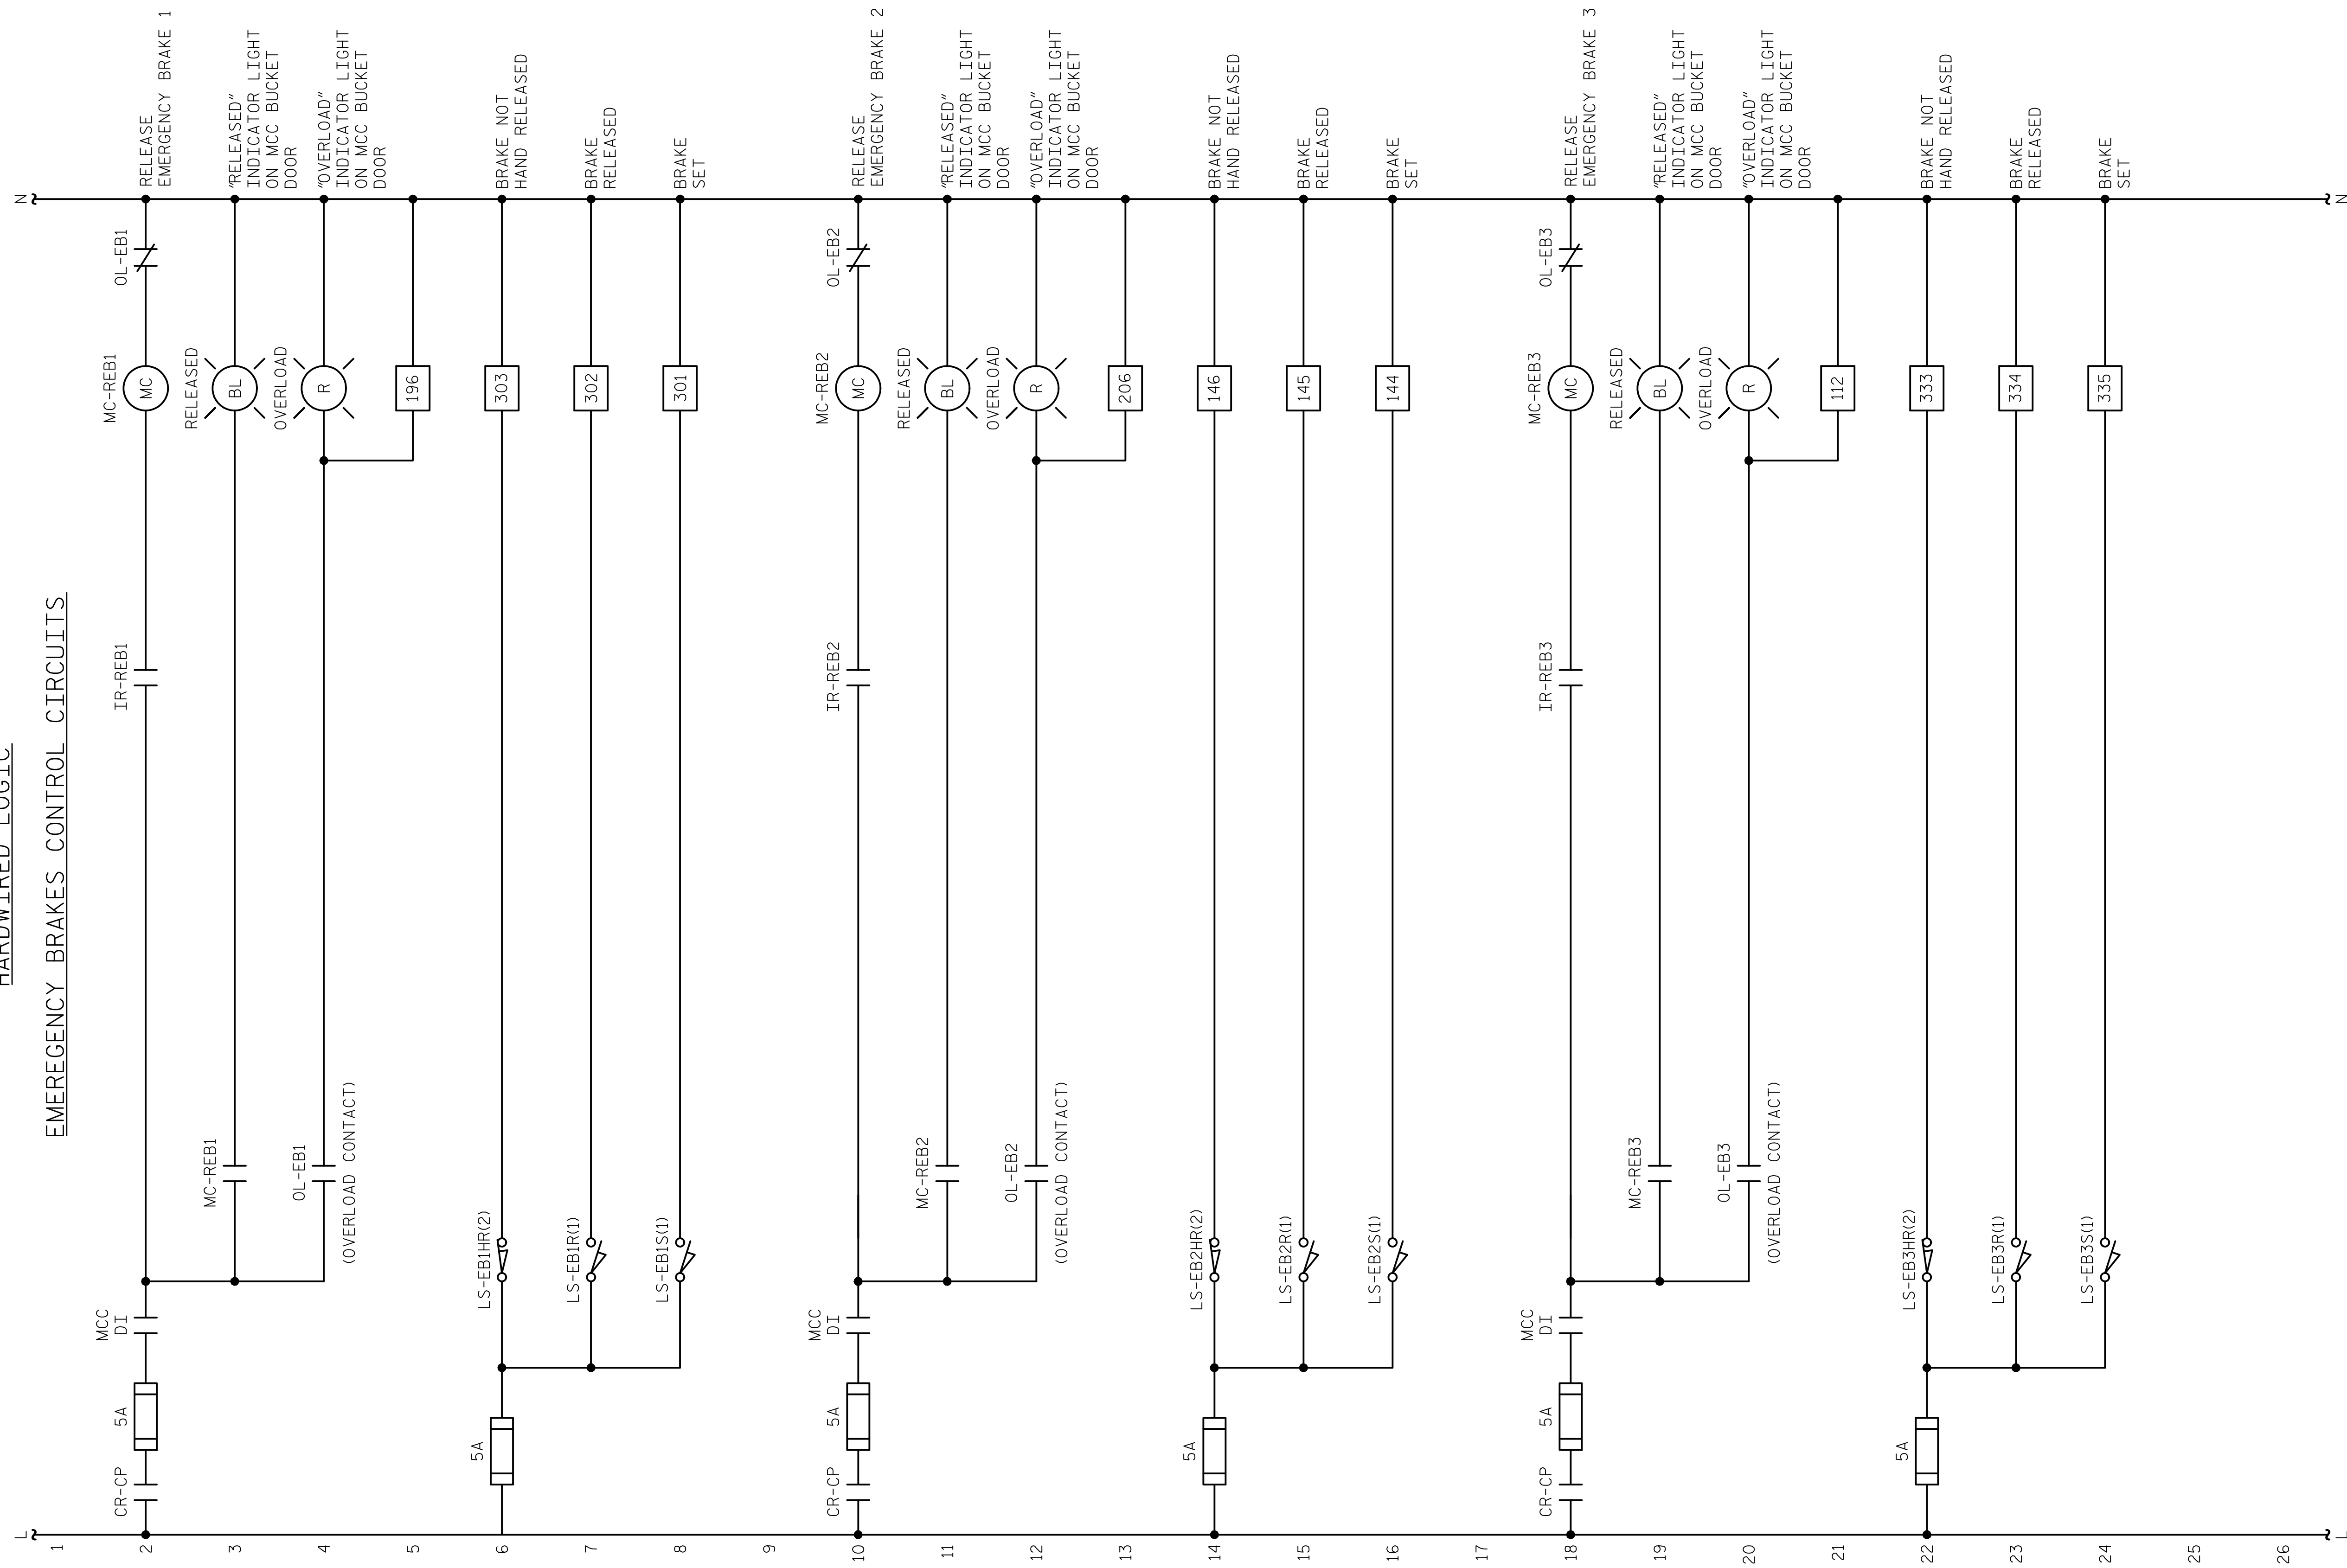 HARDWIRED LOGIC
EMEREGENCY BRAKES CONTROL CIRCUITS
L
N
1
2
CR-CP
5A
MCC
DI
IR-REB1
MC-REB1
MC
OL-EB1
RELEASE
EMERGENCY BRAKE 1
3
MC-REB1
RELEASED
BL
"RELEASED"
INDICATOR LIGHT
ON MCC BUCKET
DOOR
4
OL-EB1
(OVERLOAD CONTACT)
OVERLOAD
R
"OVERLOAD"
INDICATOR LIGHT
ON MCC BUCKET
DOOR
5
196
6
5A
LS-EB1HR(2)
303
BRAKE NOT
HAND RELEASED
7
LS-EB1R(1)
302
BRAKE
RELEASED
8
LS-EB1S(1)
301
BRAKE
SET
9
10
CR-CP
5A
MCC
DI
IR-REB2
MC-REB2
MC
OL-EB2
RELEASE
EMERGENCY BRAKE 2
11
MC-REB2
RELEASED
BL
"RELEASED"
INDICATOR LIGHT
ON MCC BUCKET
DOOR
12
OL-EB2
(OVERLOAD CONTACT)
OVERLOAD
R
"OVERLOAD"
INDICATOR LIGHT
ON MCC BUCKET
DOOR
13
206
14
5A
LS-EB2HR(2)
146
BRAKE NOT
HAND RELEASED
15
LS-EB2R(1)
145
BRAKE
RELEASED
16
LS-EB2S(1)
144
BRAKE
SET
17
18
CR-CP
5A
MCC
DI
IR-REB3
MC-REB3
MC
OL-EB3
RELEASE
EMERGENCY BRAKE 3
19
MC-REB3
RELEASED
BL
"RELEASED"
INDICATOR LIGHT
ON MCC BUCKET
DOOR
20
OL-EB3
(OVERLOAD CONTACT)
OVERLOAD
R
"OVERLOAD"
INDICATOR LIGHT
ON MCC BUCKET
DOOR
21
112
22
5A
LS-EB3HR(2)
333
BRAKE NOT
HAND RELEASED
23
LS-EB3R(1)
334
BRAKE
RELEASED
24
LS-EB3S(1)
335
BRAKE
SET
25
26
L
N